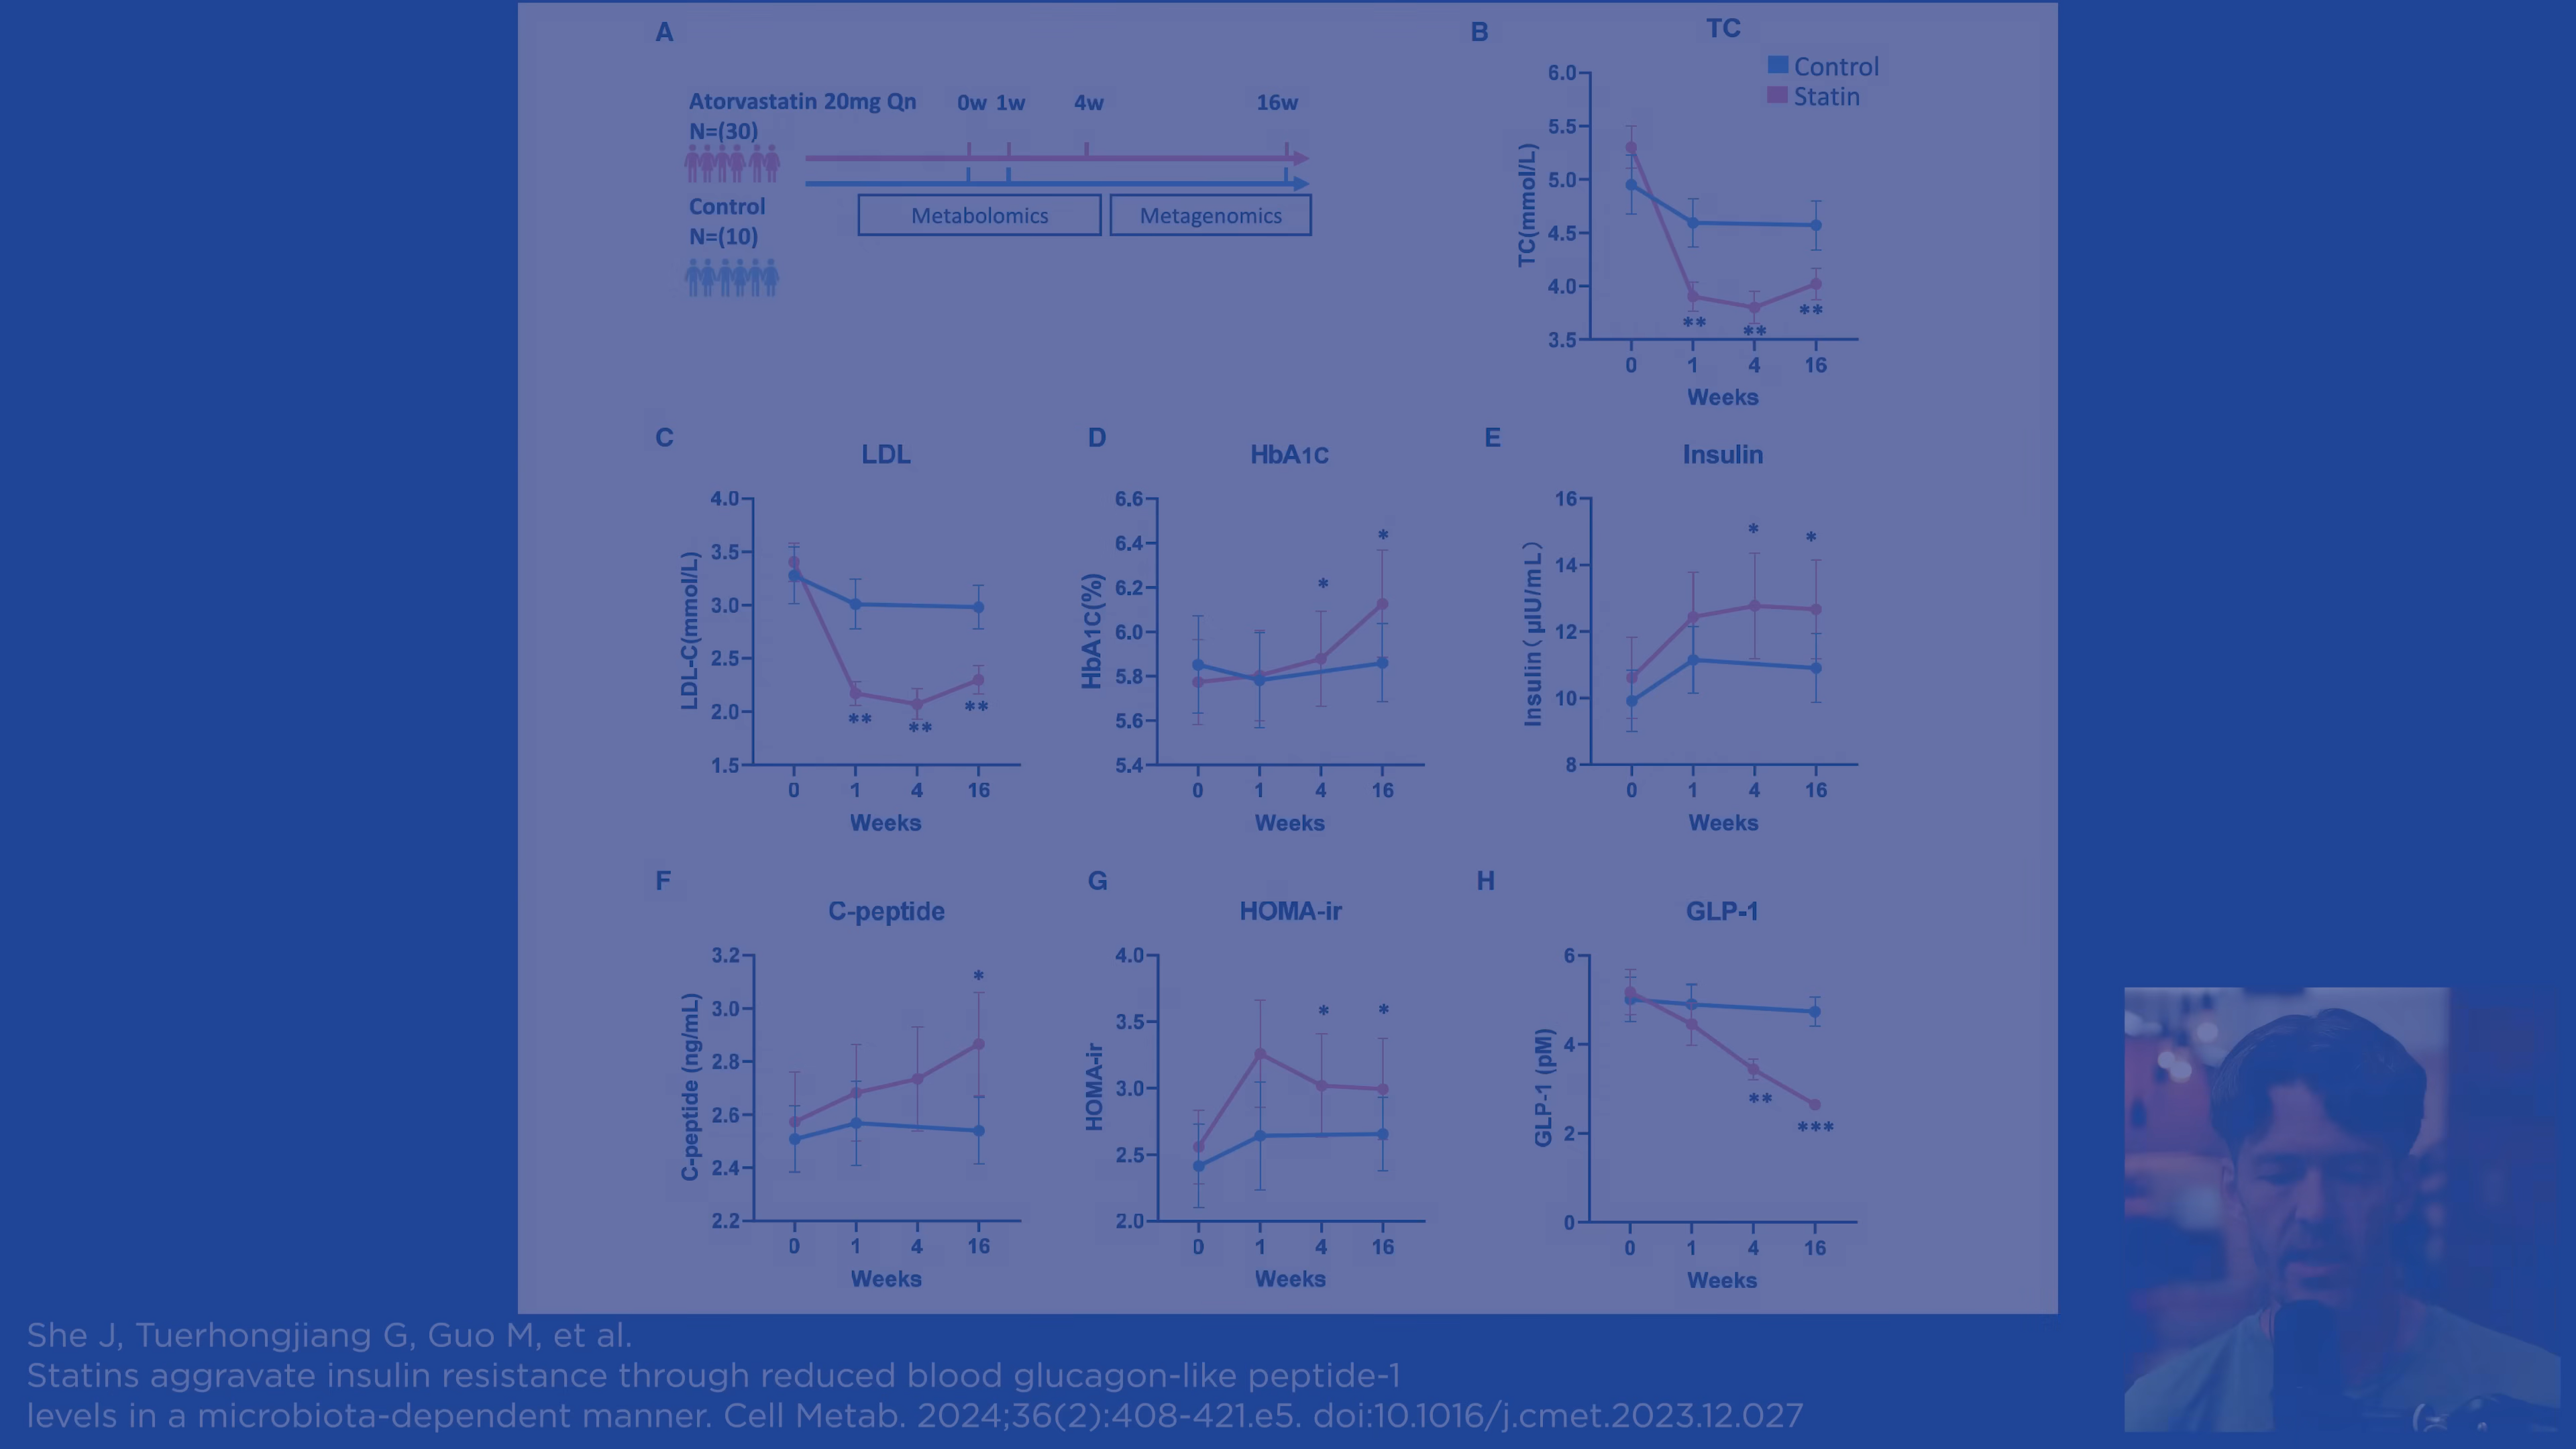 A
Atorvastatin 20mg Qn
N=(30)
0w 1w 4w 16w
Control
N=(10)
Metabolomics Metagenomics
B
TC
Control
Statin
TC(mmol/L)
6.0
5.5
5.0
4.5
4.0
3.5
** ** **
0 1 4 16
Weeks
C
LDL
LDL-C(mmol/L)
4.0
3.5
3.0
2.5
2.0
1.5
** ** **
0 1 4 16
Weeks
D
HbA1C
HbA1C(%)
6.6
6.4
6.2
6.0
5.8
5.6
5.4
* *
0 1 4 16
Weeks
E
Insulin
Insulin（µIU/mL）
16
14
12
10
8
* *
0 1 4 16
Weeks
F
C-peptide
C-peptide (ng/mL)
3.2
3.0
2.8
2.6
2.4
2.2
*
0 1 4 16
Weeks
G
HOMA-ir
HOMA-ir
4.0
3.5
3.0
2.5
2.0
* *
0 1 4 16
Weeks
H
GLP-1
GLP-1 (pM)
6
4
2
0
** ***
0 1 4 16
Weeks
She J, Tuerhongjiang G, Guo M, et al.
Statins aggravate insulin resistance through reduced blood glucagon-like peptide-1
levels in a microbiota-dependent manner. Cell Metab. 2024;36(2):408-421.e5. doi:10.1016/j.cmet.2023.12.027